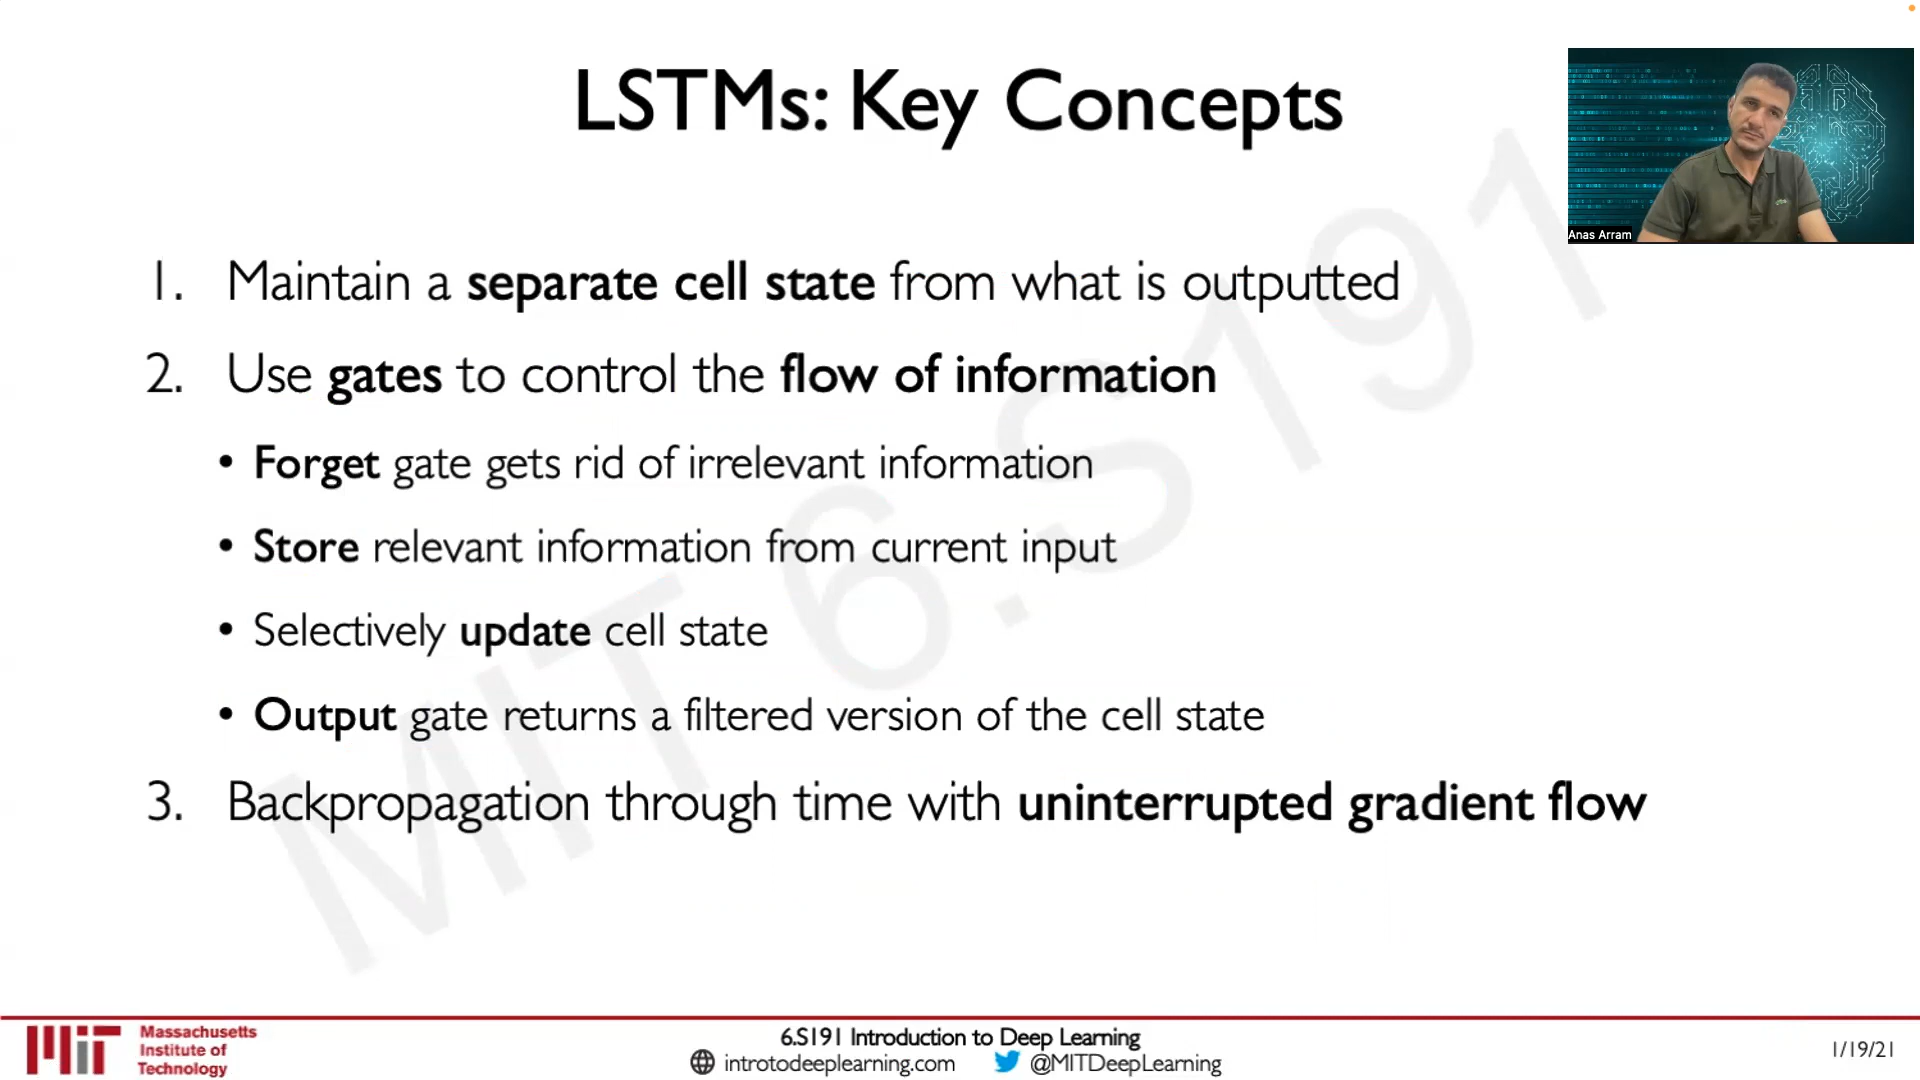 LSTMs: Key Concepts
Anas Arram
1. Maintain a separate cell state from what is outputted
2. Use gates to control the flow of information
• Forget gate gets rid of irrelevant information
• Store relevant information from current input
• Selectively update cell state
• Output gate returns a filtered version of the cell state
3. Backpropagation through time with uninterrupted gradient flow
MIT 6.S191
Massachusetts
Institute of
Technology
6.S191 Introduction to Deep Learning
introtodeeplearning.com @MITDeepLearning
1/19/21